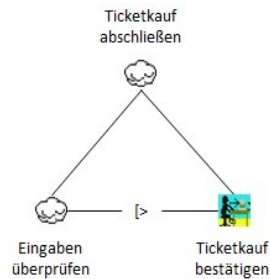 Ticketkauf
abschließen
[>
Eingaben
überprüfen
Ticketkauf
bestätigen